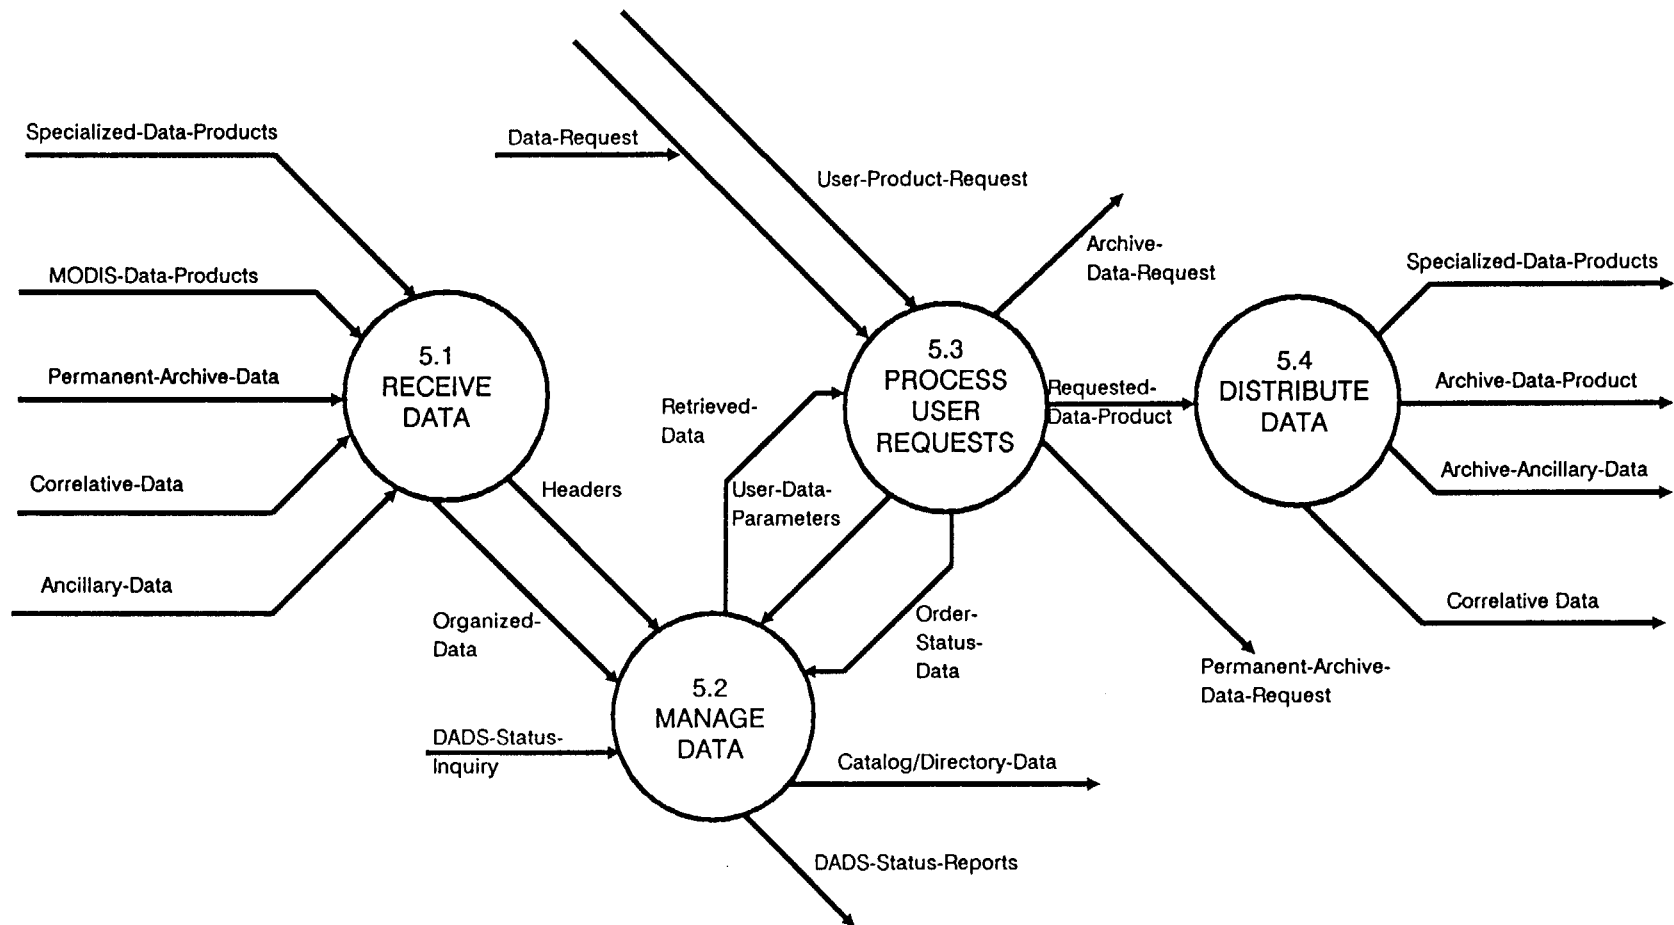 Specialized-Data-Products
MODIS-Data-Products
Permanent-Archive-Data
Correlative-Data
Ancillary-Data
5.1
RECEIVE
DATA
Headers
Organized-
Data
DADS-Status-
Inquiry
5.2
MANAGE
DATA
Catalog/Directory-Data
DADS-Status-Reports
Data-Request
User-Product-Request
Archive-
Data-Request
Retrieved-
Data
User-Data-
Parameters
Order-
Status-
Data
5.3
PROCESS
USER
REQUESTS
Requested-
Data-Product
Permanent-Archive-
Data-Request
5.4
DISTRIBUTE
DATA
Specialized-Data-Products
Archive-Data-Product
Archive-Ancillary-Data
Correlative Data